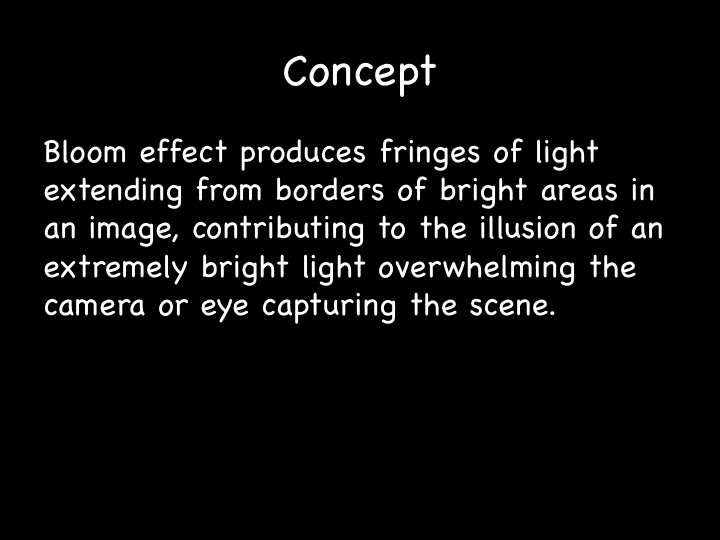 Concept
Bloom effect produces fringes of light
extending from borders of bright areas in
an image, contributing to the illusion of an
extremely bright light overwhelming the
camera or eye capturing the scene.